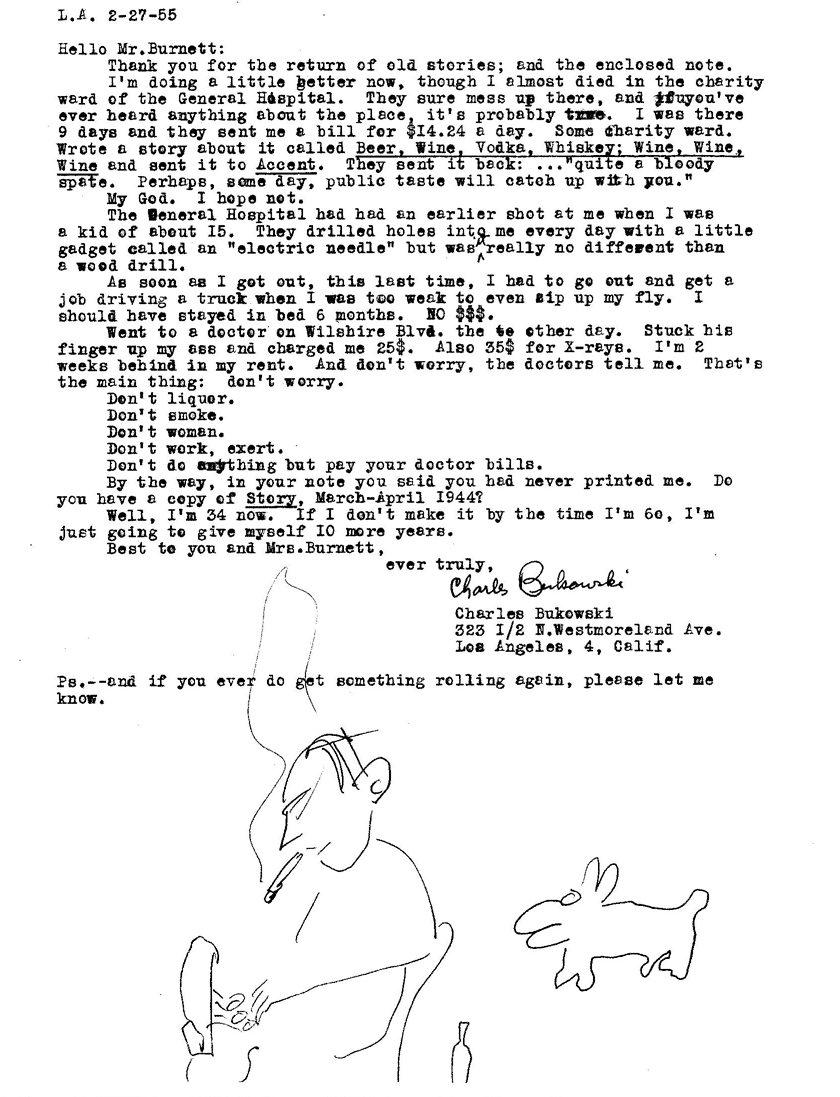 L.A. 2-27-55
Hello Mr.Burnett:
Thank you for the return of old stories; and the enclosed note.
I'm doing a little better now, though I almost died in the charity
ward of the General Hospital. They sure mess up there, and if you've
ever heard anything about the place, it's probably true. I was there
9 days and they sent me a bill for $14.24 a day. Some charity ward.
Wrote a story about it called Beer, Wine, Vodka, Whiskey; Wine, Wine,
Wine and sent it to Accent. They sent it back: ..."quite a bloody
spate. Perhaps, some day, public taste will catch up with you."
My God. I hope not.
The General Hospital had had an earlier shot at me when I was
a kid of about I5. They drilled holes into me every day with a little
gadget called an "electric needle" but was really no different than
a wood drill.
As soon as I got out, this last time, I had to go out and get a
job driving a truck when I was too weak to even zip up my fly. I
should have stayed in bed 6 months. NO $$$.
Went to a doctor on Wilshire Blvd. the other day. Stuck his
finger up my ass and charged me 25$. Also 35$ for X-rays. I'm 2
weeks behind in my rent. And don't worry, the doctors tell me. That's
the main thing: don't worry.
Don't liquor.
Don't smoke.
Don't woman.
Don't work, exert.
Don't do anything but pay your doctor bills.
By the way, in your note you said you had never printed me. Do
you have a copy of Story, March-April I944?
Well, I'm 34 now. If I don't make it by the time I'm 6o, I'm
just going to give myself IO more years.
Best to you and Mrs.Burnett,
ever truly,
Charles Bukowski
Charles Bukowski
323 I/2 N.Westmoreland Ave.
Los Angeles, 4, Calif.
Ps.--and if you ever do get something rolling again, please let me
know.